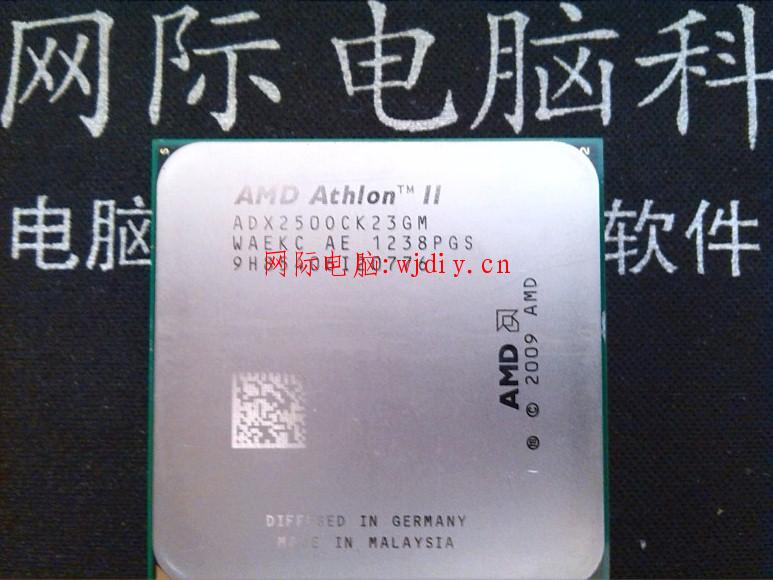 网际电脑科
电脑
软件
AMD Athlon™ II
ADX250OCK23GM
WAEKC AE 1238PGS
网际电脑:wjdiy.cn
AMD
© 2009 AMD
DIFFUSED IN GERMANY
MADE IN MALAYSIA